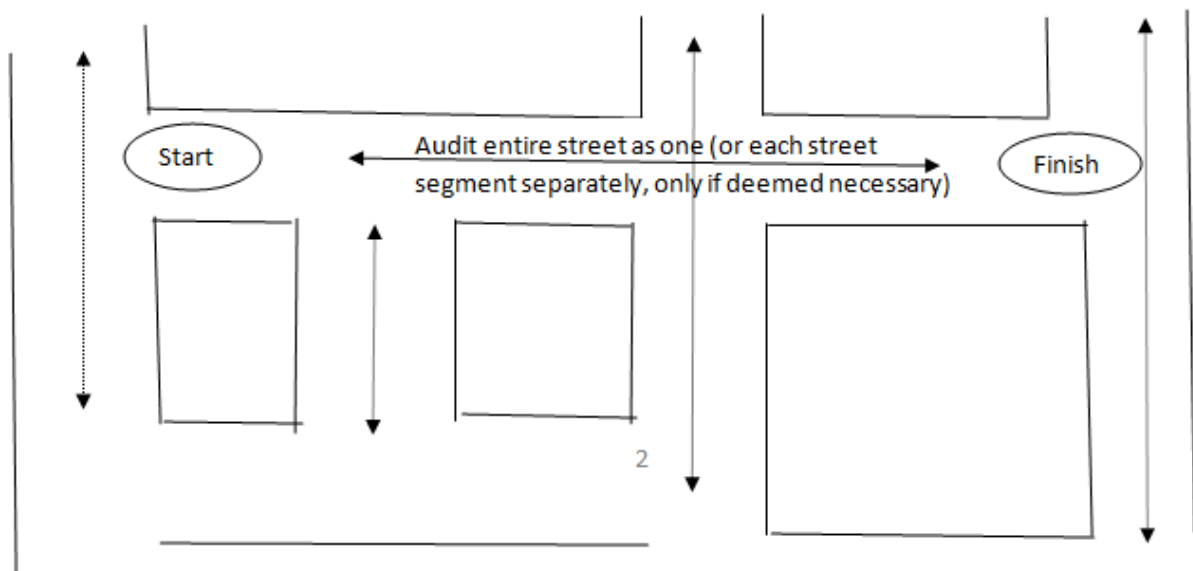 Start
Audit entire street as one (or each street
segment separately, only if deemed necessary)
Finish
2